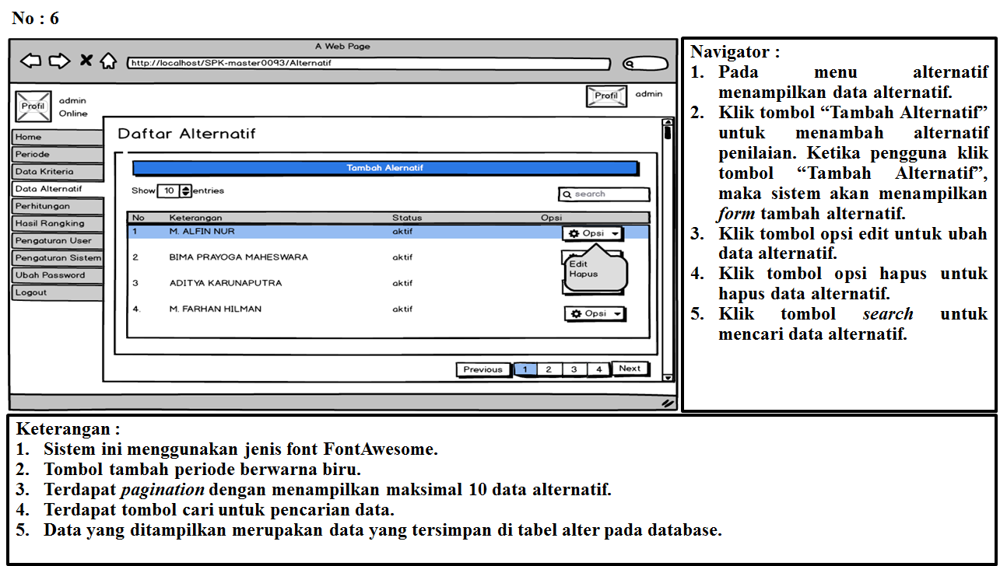 No : 6
A Web Page
http://localhost/SPK-master0093/Alternatif
Profil
admin
Online
Profil
admin
Home
Periode
Data Kriteria
Data Alternatif
Perhitungan
Hasil Rangking
Pengaturan User
Pengaturan Sistem
Ubah Password
Logout
Daftar Alternatif
Tambah Alernatif
Show 10 entries
search
No Keterangan Status Opsi
1 M. ALFIN NUR aktif Opsi
2 BIMA PRAYOGA MAHESWARA aktif
Edit
Hapus
3 ADITYA KARUNAPUTRA aktif
4. M. FARHAN HILMAN aktif Opsi
Previous 1 2 3 4 Next
Navigator :
1. Pada menu alternatif
menampilkan data alternatif.
2. Klik tombol “Tambah Alternatif”
untuk menambah alternatif
penilaian. Ketika pengguna klik
tombol “Tambah Alternatif”,
maka sistem akan menampilkan
form tambah alternatif.
3. Klik tombol opsi edit untuk ubah
data alternatif.
4. Klik tombol opsi hapus untuk
hapus data alternatif.
5. Klik tombol search untuk
mencari data alternatif.
Keterangan :
1. Sistem ini menggunakan jenis font FontAwesome.
2. Tombol tambah periode berwarna biru.
3. Terdapat pagination dengan menampilkan maksimal 10 data alternatif.
4. Terdapat tombol cari untuk pencarian data.
5. Data yang ditampilkan merupakan data yang tersimpan di tabel alter pada database.